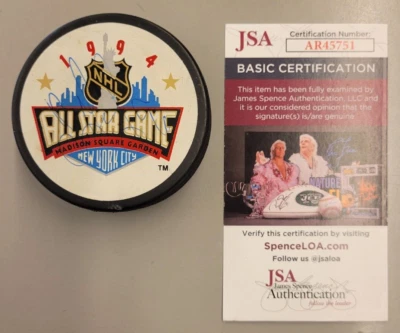 1994
NHL
ALL STAR GAME
MADISON SQUARE GARDEN
NEW YORK CITY
TM
JSA
Certification Number
AR45751
BASIC CERTIFICATION
This item has been fully examined by
James Spence Authentication, LLC and it
is our considered opinion that the
signature(s) is/are genuine
Verify this certification by visiting
SpenceLOA.com
Follow us @jsaloa
JSA
James Spence
Authentication